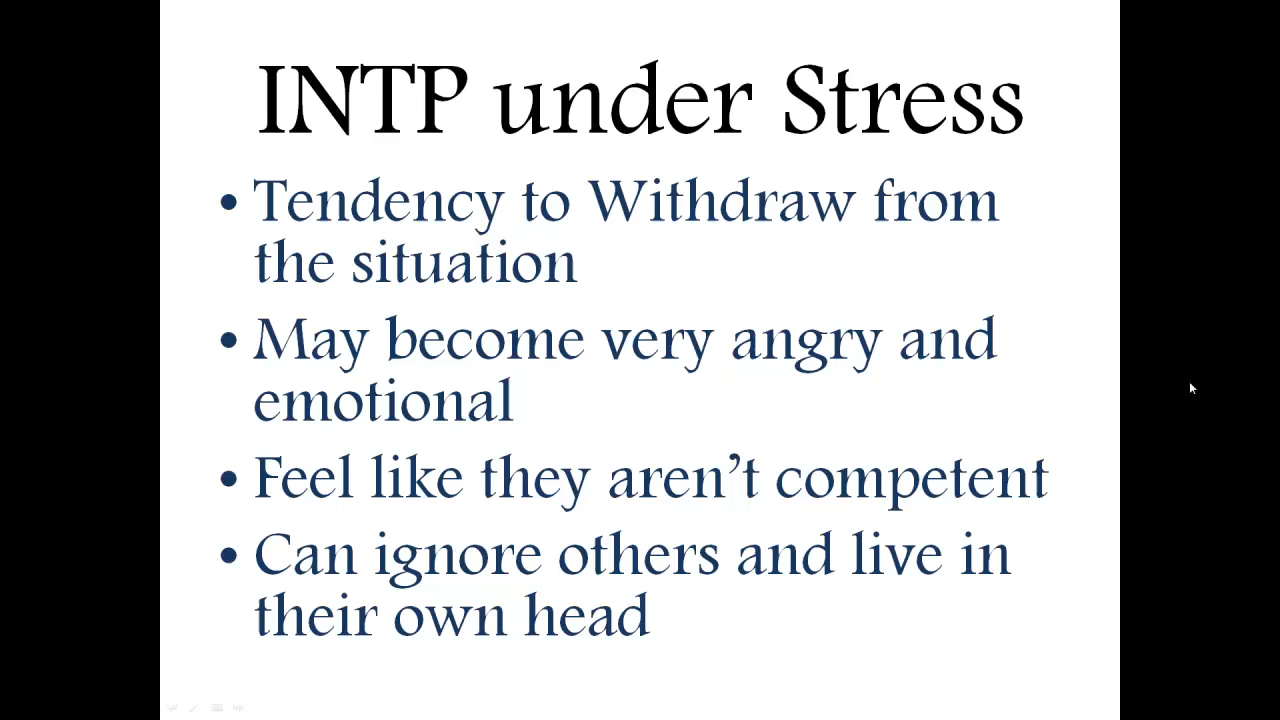 INTP under Stress
• Tendency to Withdraw from
the situation
• May become very angry and
emotional
• Feel like they aren’t competent
• Can ignore others and live in
their own head